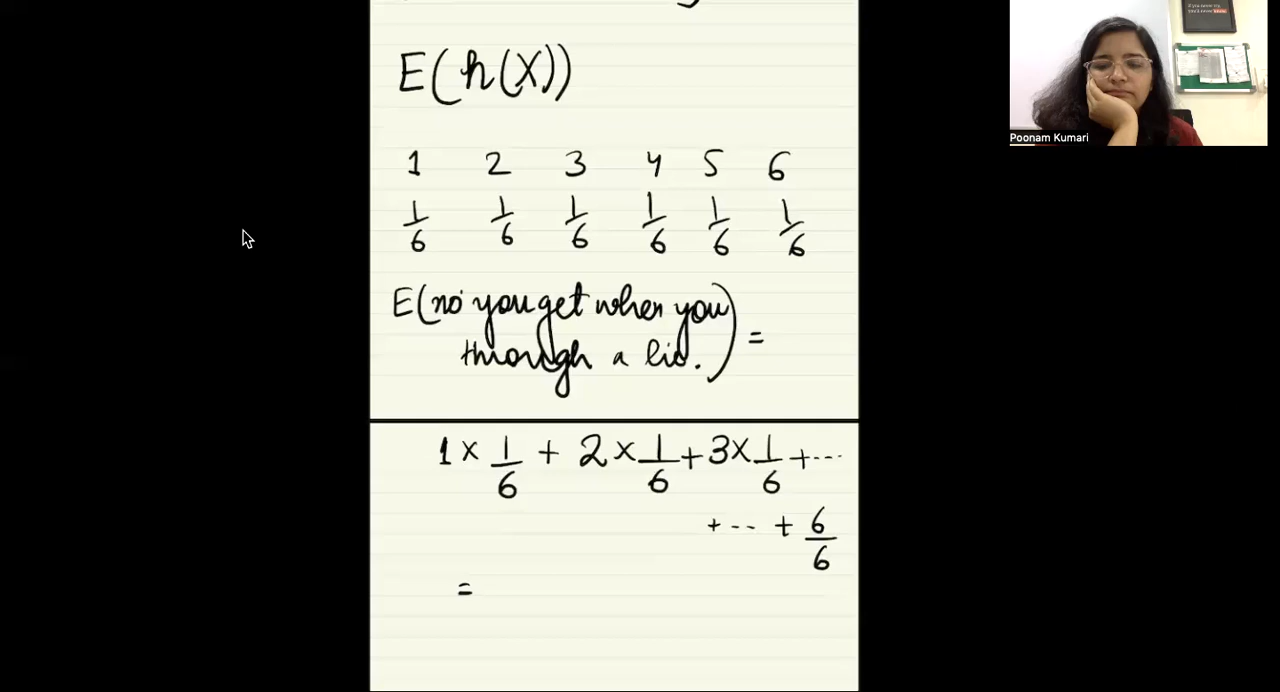 E(h(X))
1 2 3 4 5 6
1/6 1/6 1/6 1/6 1/6 1/6
E(no you get when you
through a lid.) =
1 × 1/6 + 2 × 1/6 + 3 × 1/6 + ...
+ ... + 6/6
=
Poonam Kumari